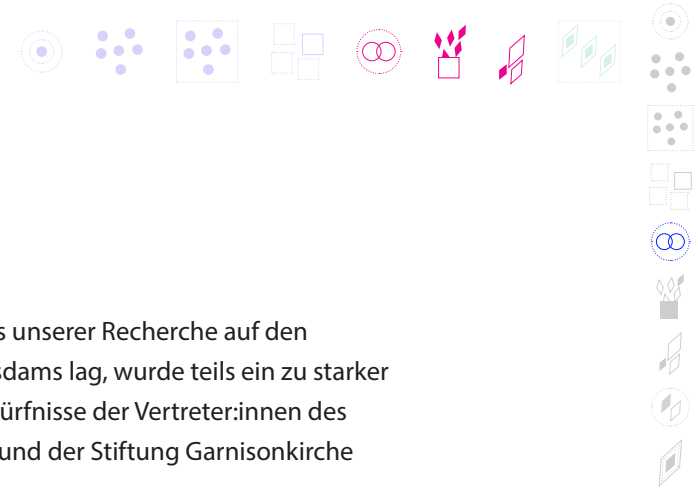 s unserer Recherche auf den
sdams lag, wurde teils ein zu starker
ürfnisse der Vertreter:innen des
und der Stiftung Garnisonkirche